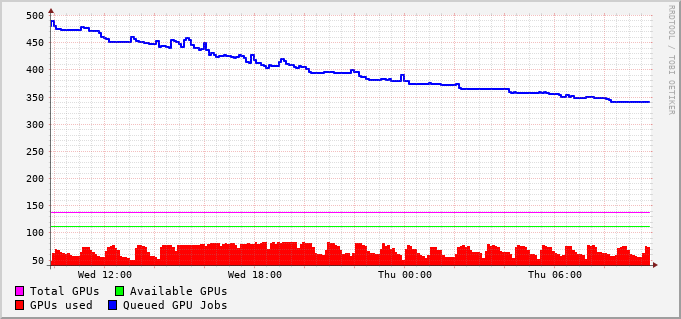 500
450
400
350
300
250
200
150
100
50
Wed 12:00 Wed 18:00 Thu 00:00 Thu 06:00
Total GPUs Available GPUs
GPUs used Queued GPU Jobs
RRDTOOL / TOBI OETIKER